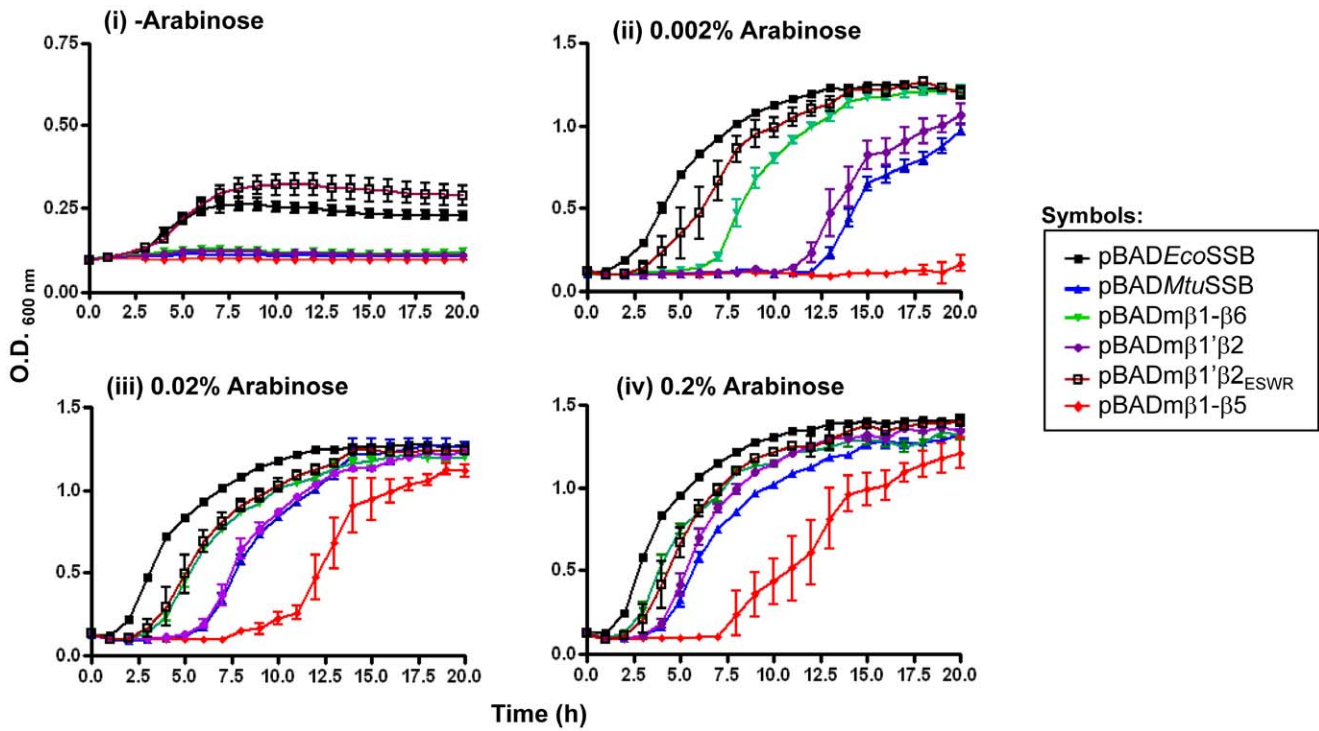 (i) -Arabinose
0.75
0.50
0.25
0.00
0.0 2.5 5.0 7.5 10.0 12.5 15.0 17.5 20.0
(ii) 0.002% Arabinose
1.5
1.0
0.5
0.0
0.0 2.5 5.0 7.5 10.0 12.5 15.0 17.5 20.0
O.D. 600 nm
(iii) 0.02% Arabinose
1.5
1.0
0.5
0.0
0.0 2.5 5.0 7.5 10.0 12.5 15.0 17.5 20.0
(iv) 0.2% Arabinose
1.5
1.0
0.5
0.0
0.0 2.5 5.0 7.5 10.0 12.5 15.0 17.5 20.0
Time (h)
Symbols:
pBADEcoSSB
pBADMtuSSB
pBADmβ1-β6
pBADmβ1'β2
pBADmβ1'β2ESWR
pBADmβ1-β5